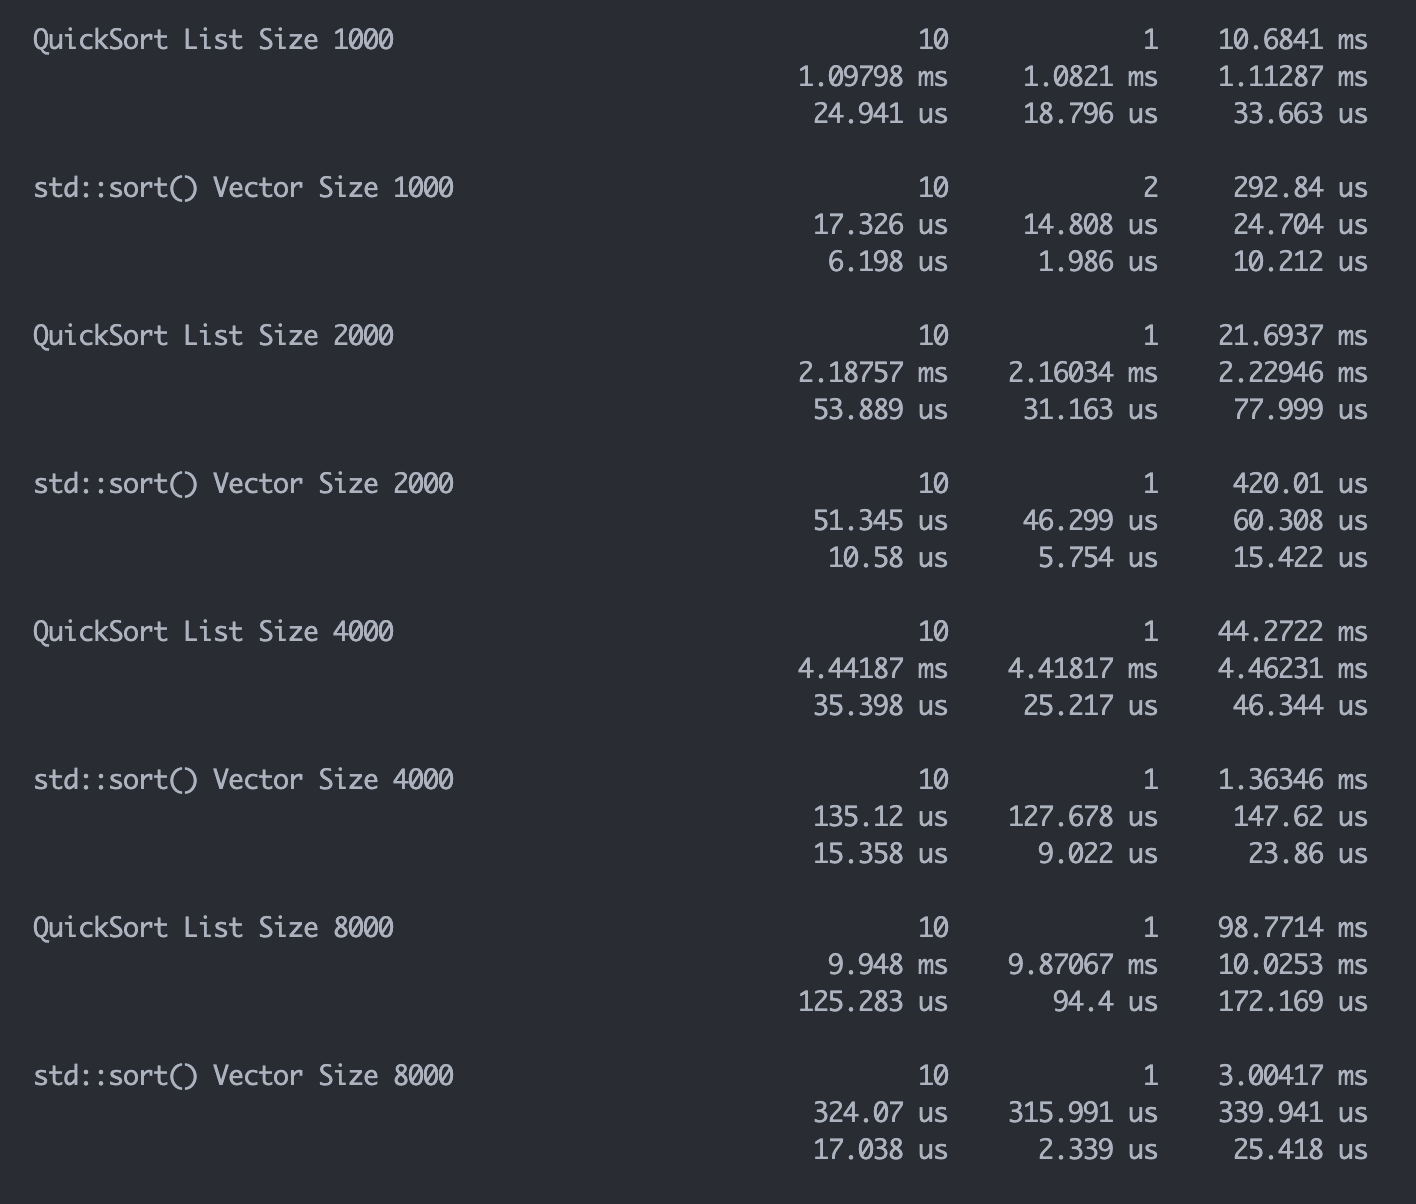 QuickSort List Size 1000 10 1 10.6841 ms
1.09798 ms 1.0821 ms 1.11287 ms
24.941 us 18.796 us 33.663 us
std::sort() Vector Size 1000 10 2 292.84 us
17.326 us 14.808 us 24.704 us
6.198 us 1.986 us 10.212 us
QuickSort List Size 2000 10 1 21.6937 ms
2.18757 ms 2.16034 ms 2.22946 ms
53.889 us 31.163 us 77.999 us
std::sort() Vector Size 2000 10 1 420.01 us
51.345 us 46.299 us 60.308 us
10.58 us 5.754 us 15.422 us
QuickSort List Size 4000 10 1 44.2722 ms
4.44187 ms 4.41817 ms 4.46231 ms
35.398 us 25.217 us 46.344 us
std::sort() Vector Size 4000 10 1 1.36346 ms
135.12 us 127.678 us 147.62 us
15.358 us 9.022 us 23.86 us
QuickSort List Size 8000 10 1 98.7714 ms
9.948 ms 9.87067 ms 10.0253 ms
125.283 us 94.4 us 172.169 us
std::sort() Vector Size 8000 10 1 3.00417 ms
324.07 us 315.991 us 339.941 us
17.038 us 2.339 us 25.418 us